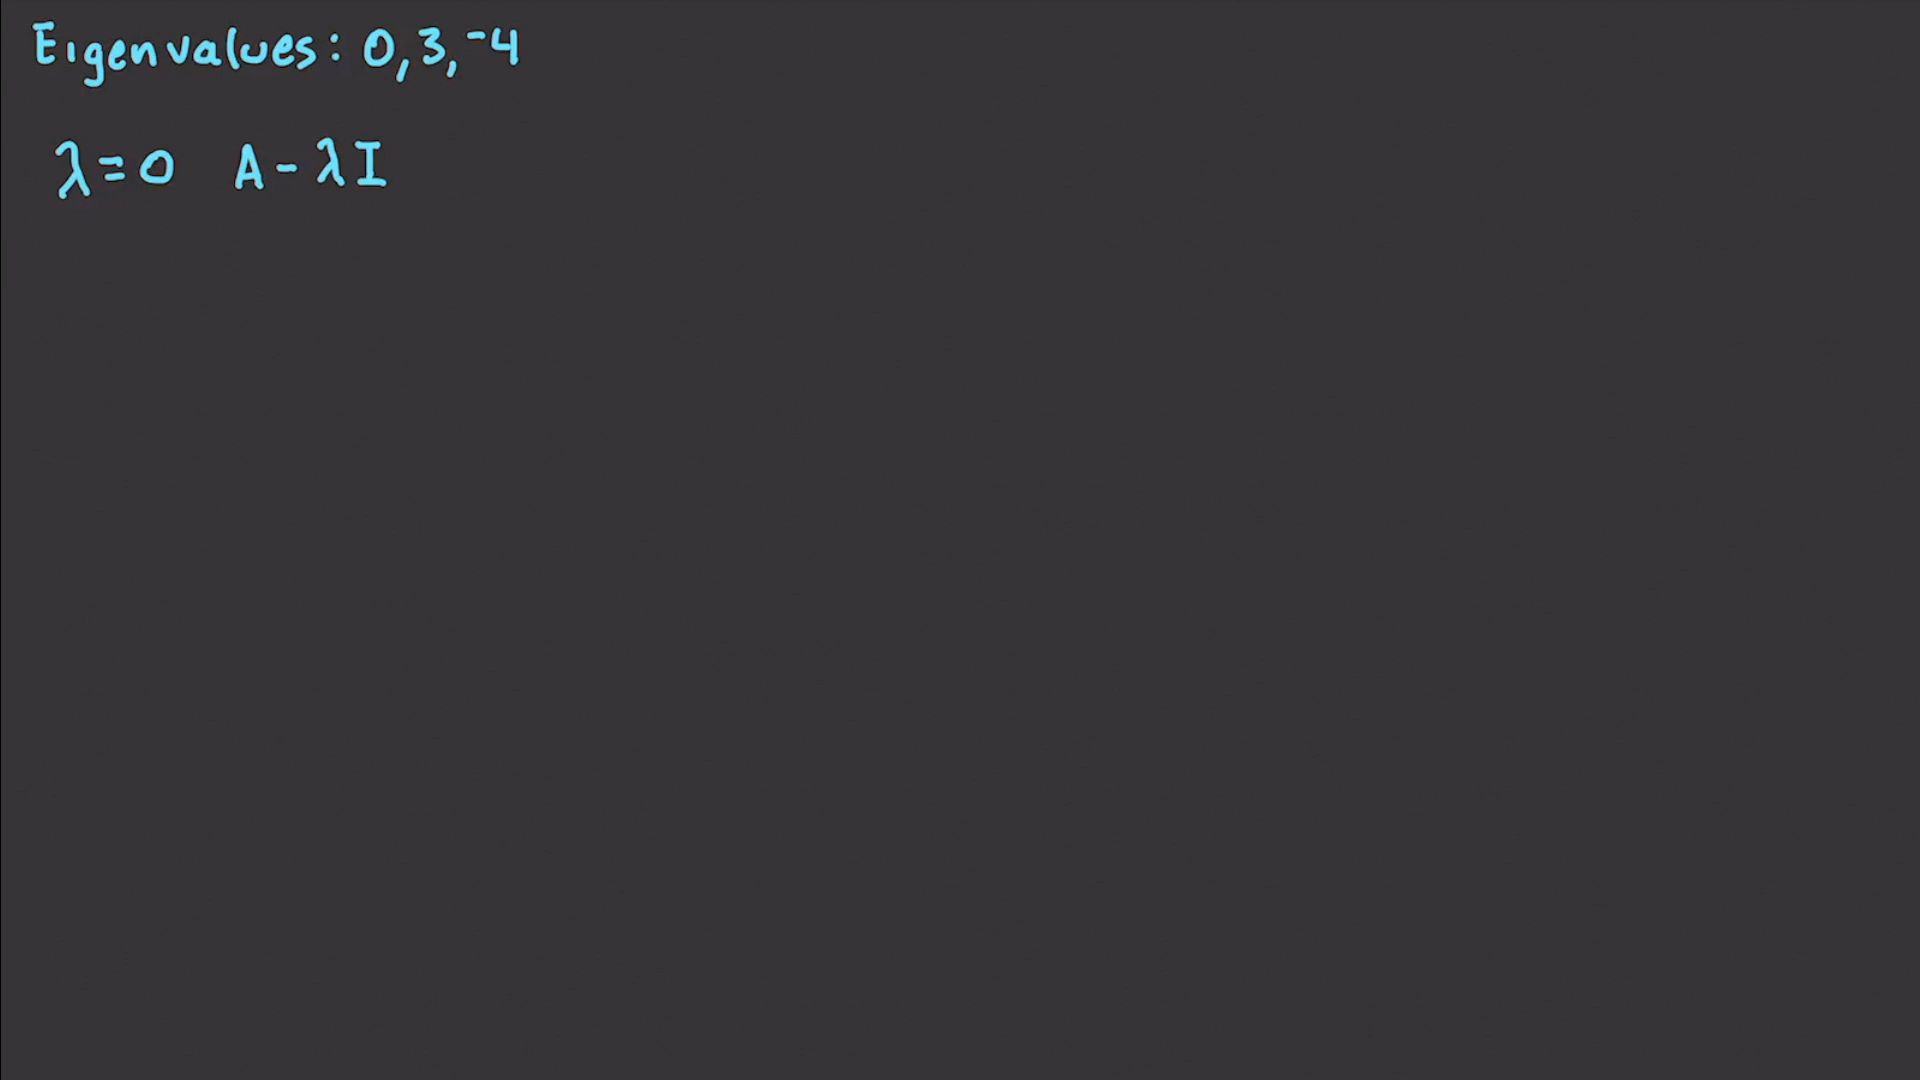 Eigenvalues: 0, 3, -4
λ = 0 A - λI